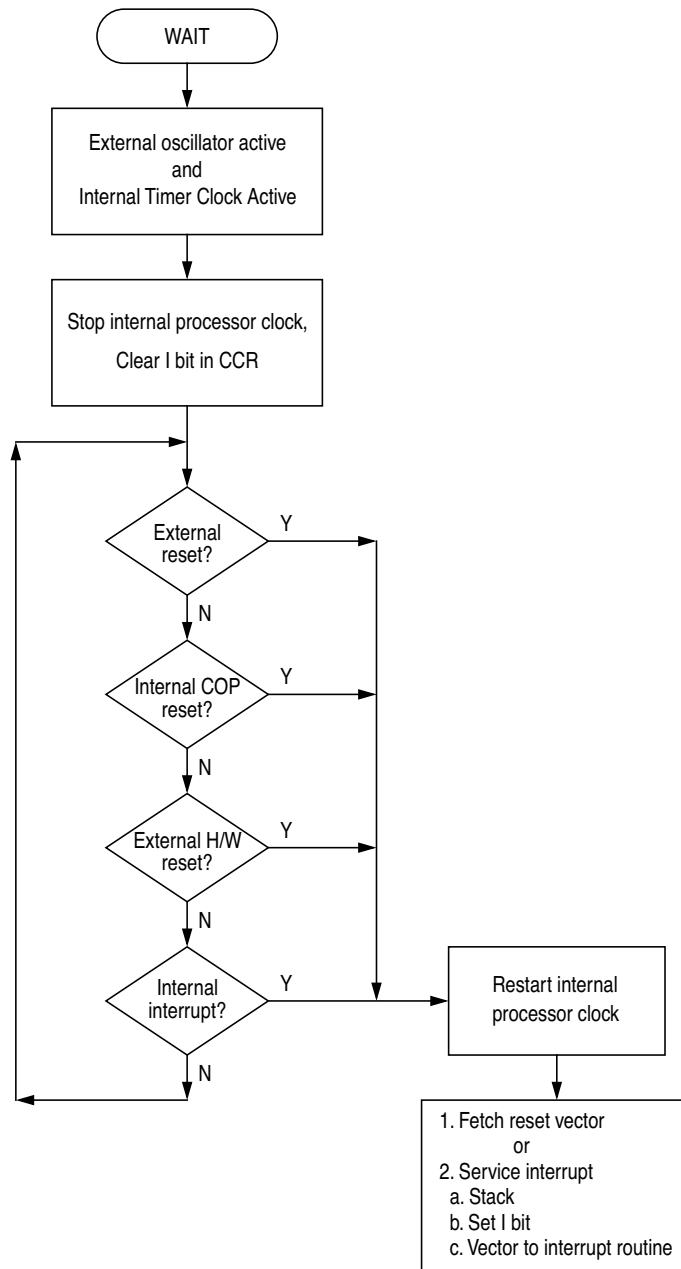 WAIT
External oscillator active
and
Internal Timer Clock Active
Stop internal processor clock,
Clear I bit in CCR
External
reset?
Y
N
Internal COP
reset?
Y
N
External H/W
reset?
Y
N
Internal
interrupt?
Y
N
Restart internal
processor clock
1. Fetch reset vector
or
2. Service interrupt
a. Stack
b. Set I bit
c. Vector to interrupt routine